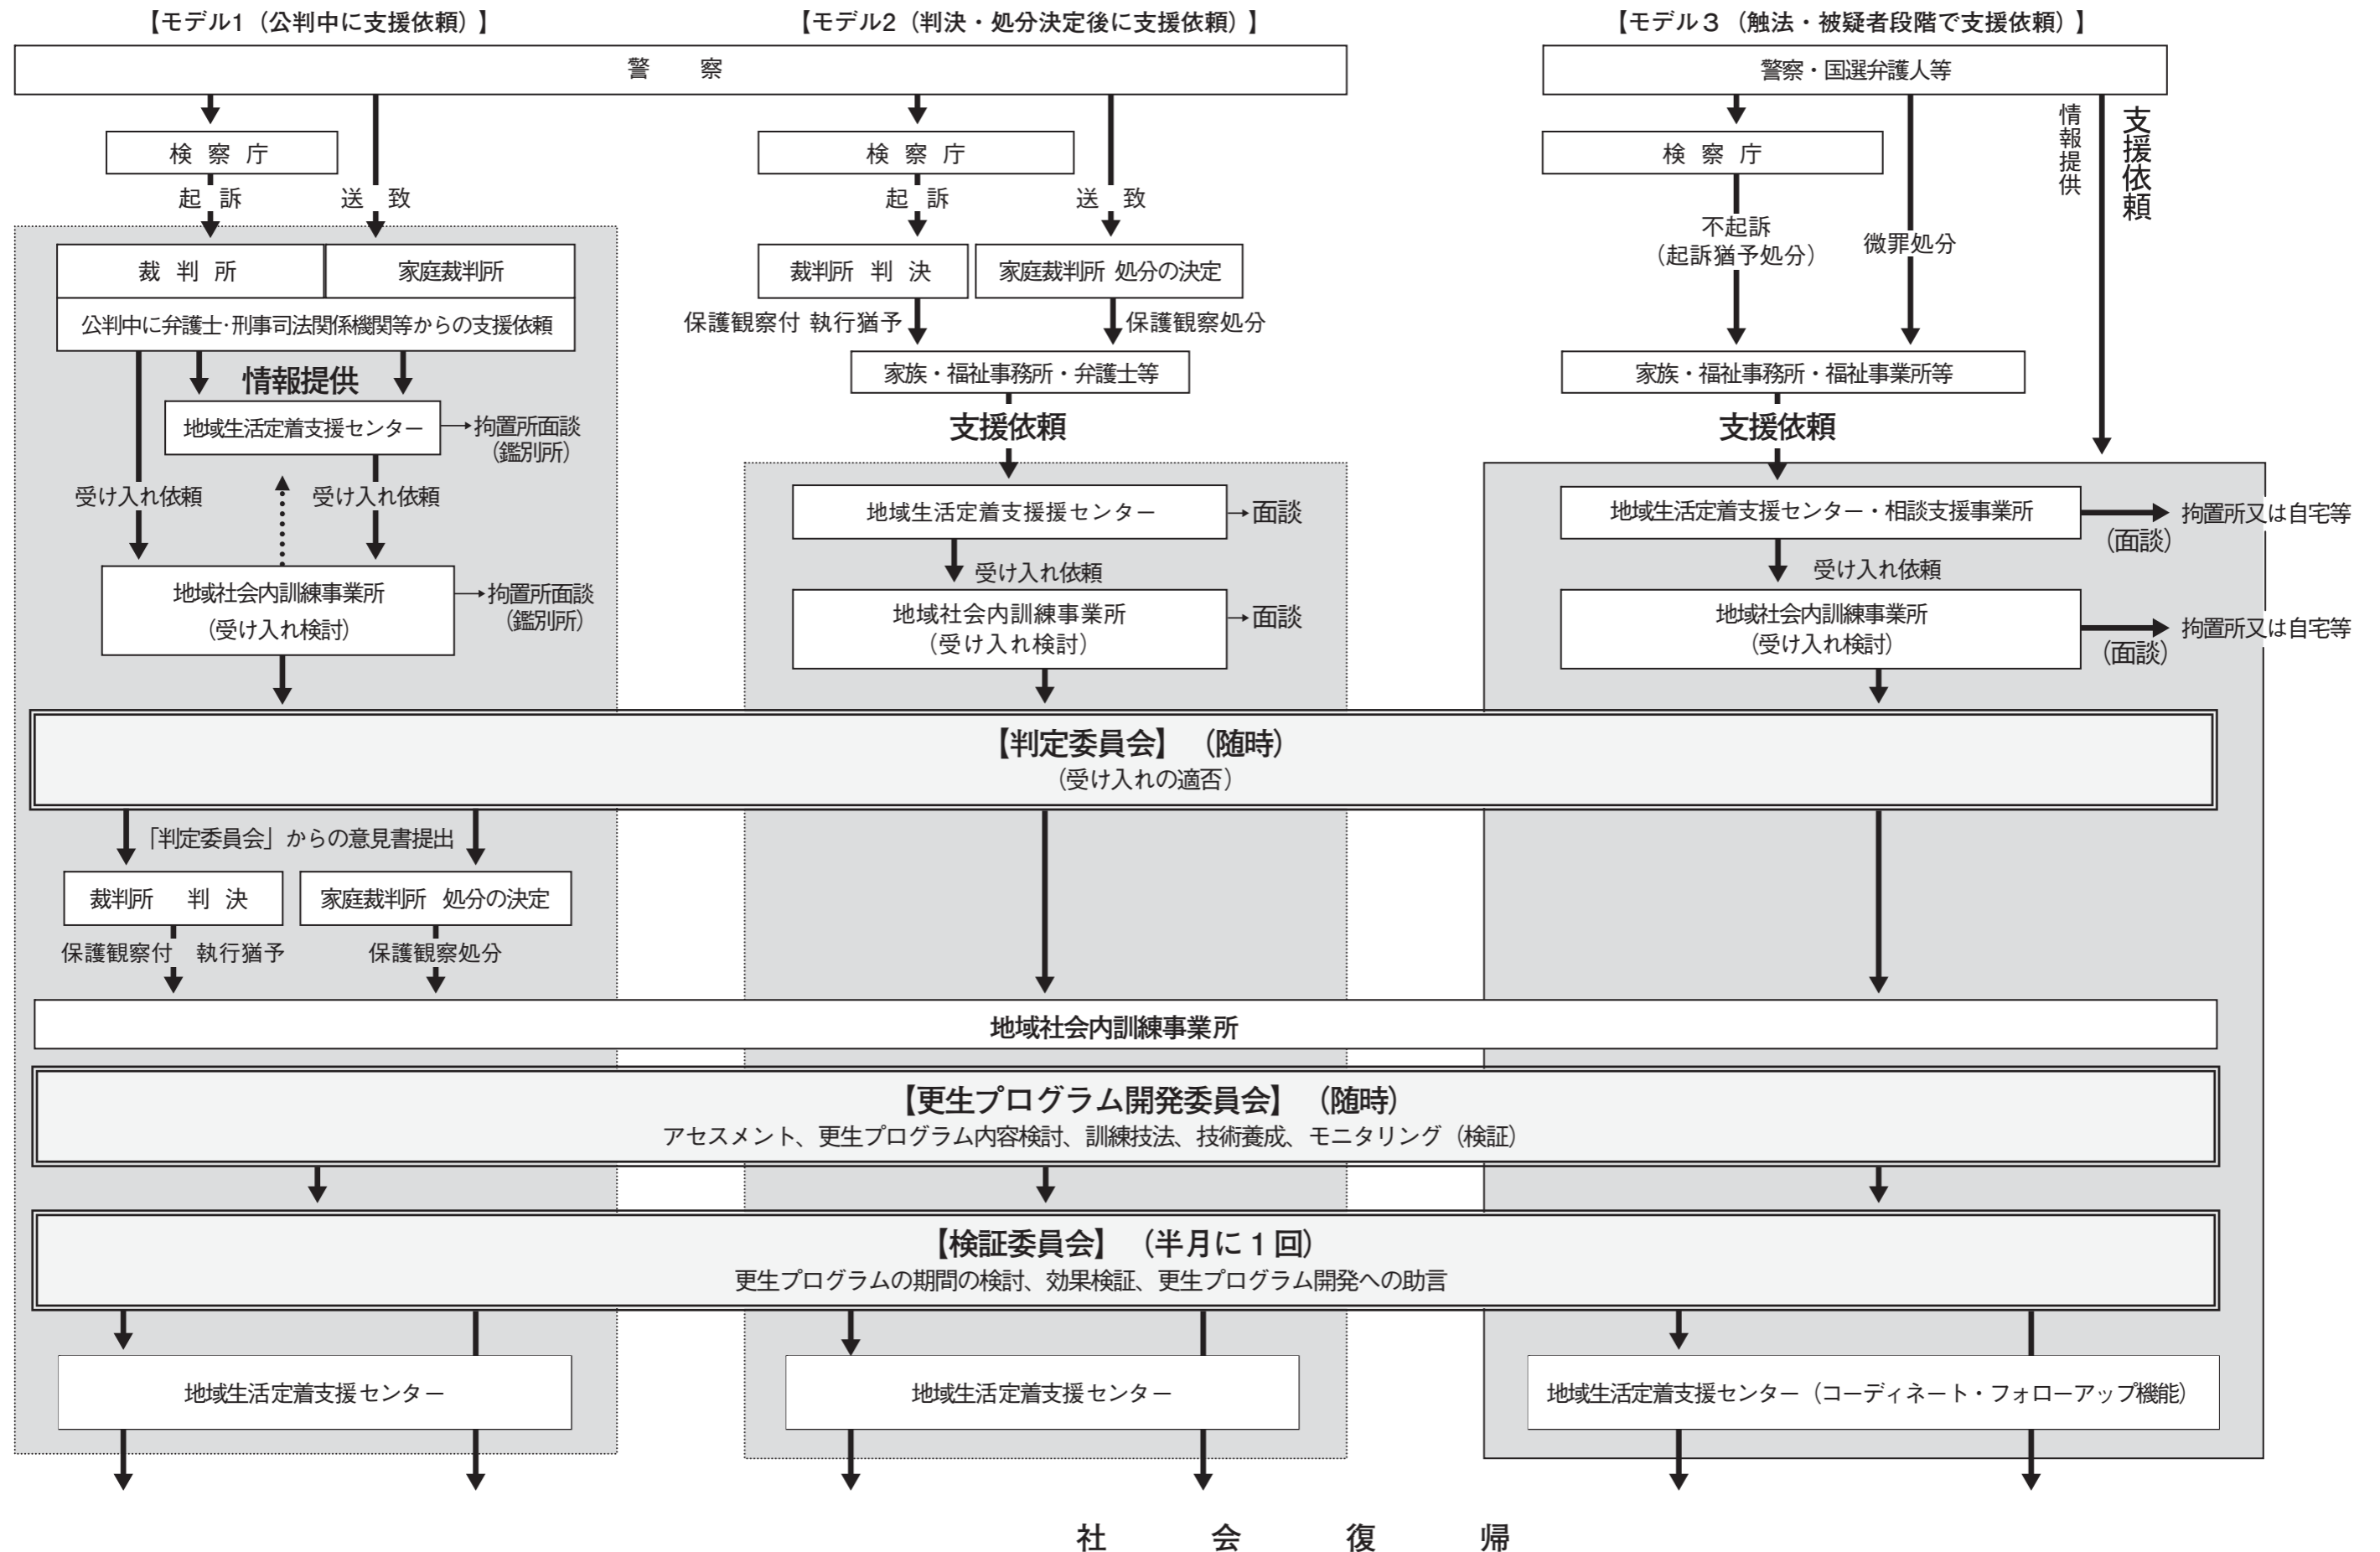 【モデル1（公判中に支援依頼）】
【モデル2（判決・処分決定後に支援依頼）】
【モデル３（触法・被疑者段階で支援依頼）】
警　察
警察・国選弁護人等
検 察 庁
検 察 庁
検 察 庁
情報提供
支援依頼
起 訴
送 致
起 訴
送 致
不起訴
（起訴猶予処分）
微罪処分
裁 判 所
家庭裁判所
裁判所 判 決
家庭裁判所 処分の決定
公判中に弁護士･刑事司法関係機関等からの支援依頼
保護観察付 執行猶予
保護観察処分
情報提供
家族・福祉事務所・弁護士等
家族・福祉事務所・福祉事業所等
地域生活定着支援センター
拘置所面談
（鑑別所）
支援依頼
支援依頼
受け入れ依頼
受け入れ依頼
地域生活定着支援援センター
面談
地域生活定着支援センター・相談支援事業所
拘置所又は自宅等
（面談）
受け入れ依頼
受け入れ依頼
地域社会内訓練事業所
（受け入れ検討）
拘置所面談
（鑑別所）
地域社会内訓練事業所
（受け入れ検討）
面談
地域社会内訓練事業所
（受け入れ検討）
拘置所又は自宅等
（面談）
【判定委員会】（随時）
（受け入れの適否）
「判定委員会」からの意見書提出
裁判所 判 決
家庭裁判所 処分の決定
保護観察付 執行猶予
保護観察処分
地域社会内訓練事業所
【更生プログラム開発委員会】（随時）
アセスメント、更生プログラム内容検討、訓練技法、技術養成、モニタリング（検証）
【検証委員会】（半月に１回）
更生プログラムの期間の検討、効果検証、更生プログラム開発への助言
地域生活定着支援センター
地域生活定着支援センター
地域生活定着支援センター（コーディネート・フォローアップ機能）
社 会 復 帰